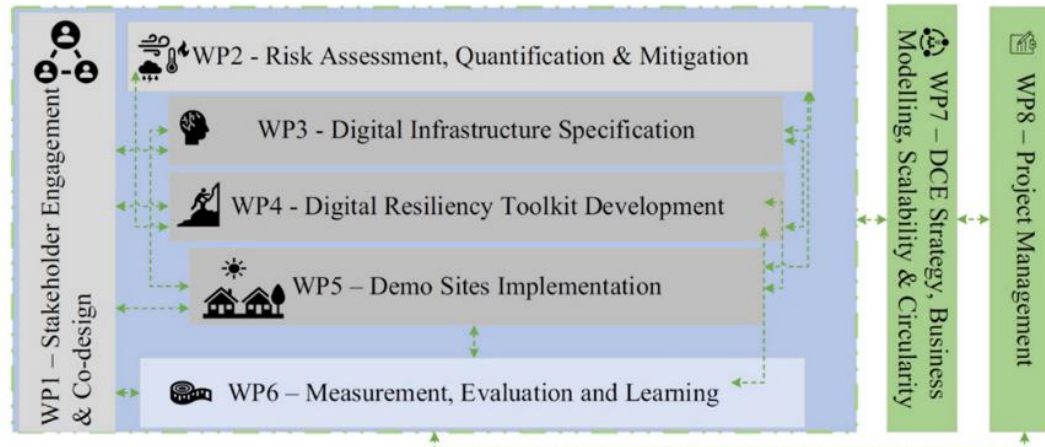 WP1 – Stakeholder Engagement
& Co-design
WP2 - Risk Assessment, Quantification & Mitigation
WP3 - Digital Infrastructure Specification
WP4 - Digital Resiliency Toolkit Development
WP5 – Demo Sites Implementation
WP6 – Measurement, Evaluation and Learning
WP7 – DCE Strategy, Business
Modelling, Scalability & Circularity
WP8 – Project Management